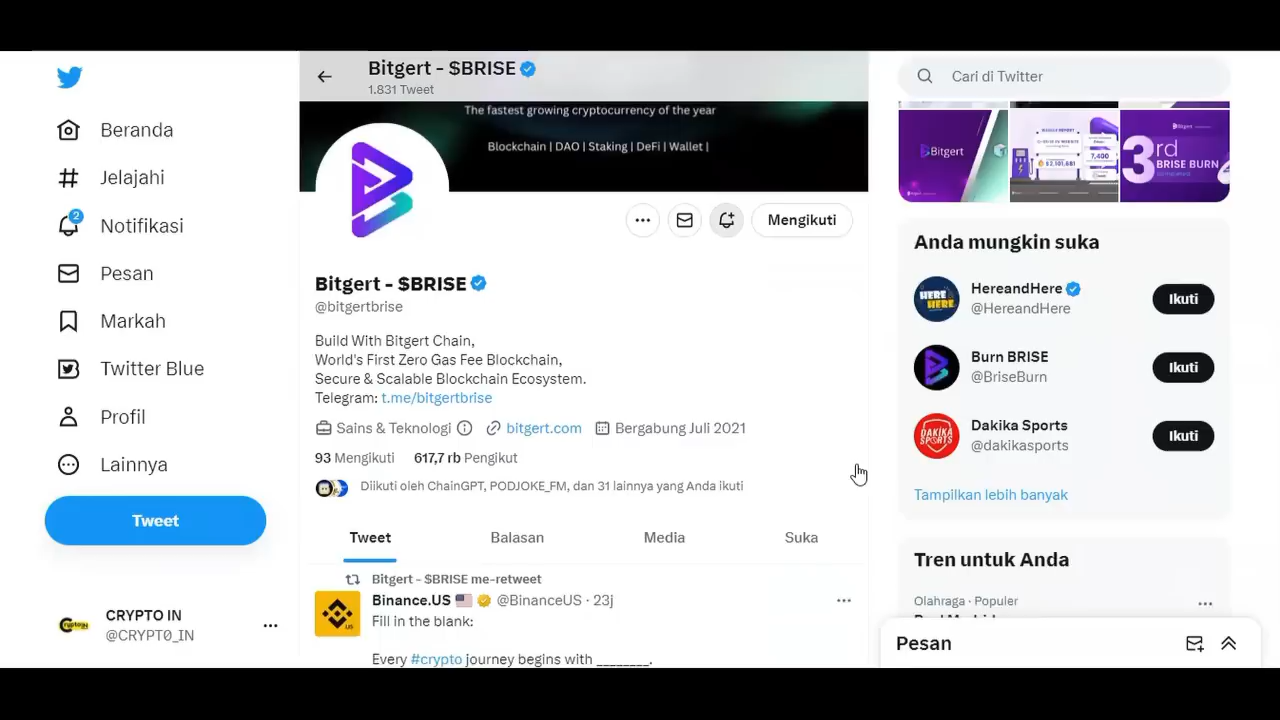 Bitgert - $BRISE
1.831 Tweet
Cari di Twitter
The fastest growing cryptocurrency of the year
Blockchain | DAO | Staking | DeFi | Wallet |
Beranda
Jelajahi
2
Notifikasi
Pesan
Markah
Twitter Blue
Profil
Lainnya
Tweet
CRYPTO IN
@CRYPT0_IN
Mengikuti
Bitgert - $BRISE
@bitgertbrise
Build With Bitgert Chain,
World's First Zero Gas Fee Blockchain,
Secure & Scalable Blockchain Ecosystem.
Telegram: t.me/bitgertbrise
Sains & Teknologi
bitgert.com
Bergabung Juli 2021
93 Mengikuti 617,7 rb Pengikut
Diikuti oleh ChainGPT, PODJOKE_FM, dan 31 lainnya yang Anda ikuti
Tweet Balasan Media Suka
Bitgert - $BRISE me-retweet
Binance.US @BinanceUS · 23j
Fill in the blank:
Every #crypto journey begins with ________.
Bitgert
7,400
Bitgert
3rd
BRISE BURN
Anda mungkin suka
HereandHere
@HereandHere
Ikuti
Burn BRISE
@BriseBurn
Ikuti
DAKIKA
SPORTS
Dakika Sports
@dakikasports
Ikuti
Tampilkan lebih banyak
Tren untuk Anda
Olahraga · Populer
Pesan